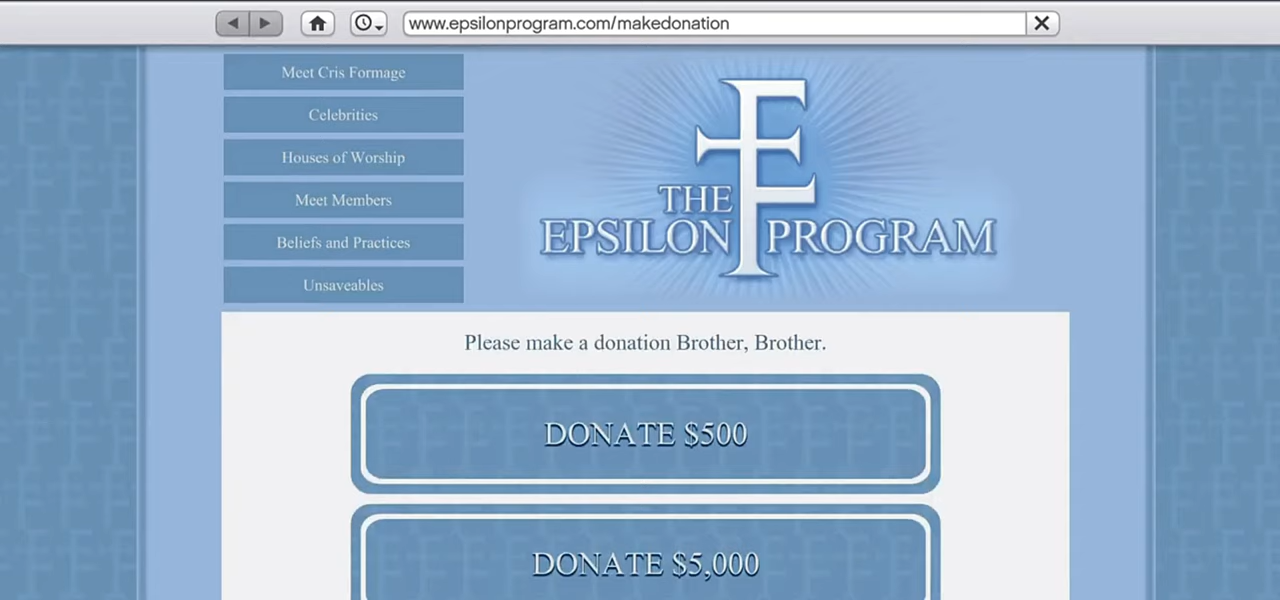 www.epsilonprogram.com/makedonation
Meet Cris Formage
Celebrities
Houses of Worship
Meet Members
Beliefs and Practices
Unsaveables
THE
EPSILON PROGRAM
Please make a donation Brother, Brother.
DONATE $500
DONATE $5,000